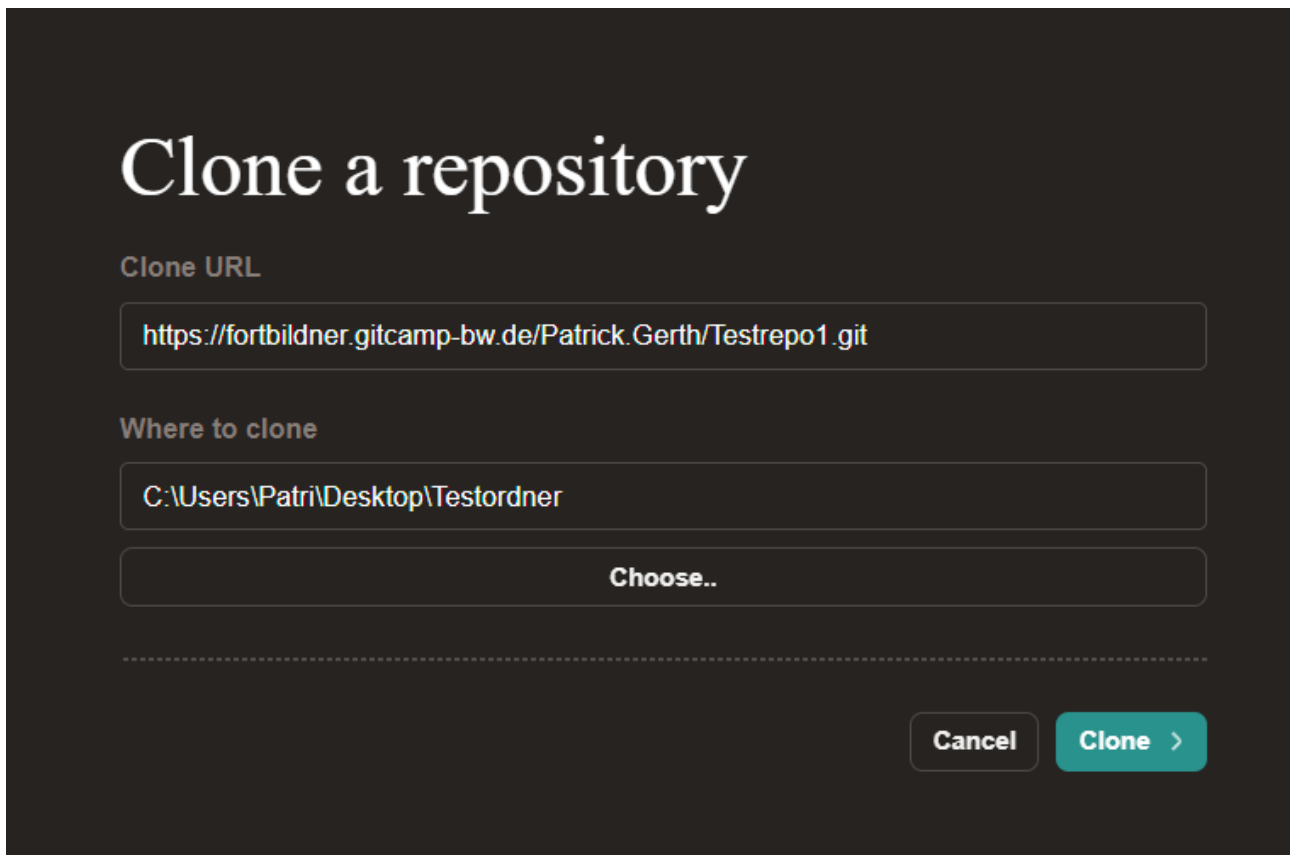 Clone a repository
Clone URL
https://fortbildner.gitcamp-bw.de/Patrick.Gerth/Testrepo1.git
Where to clone
C:\Users\Patri\Desktop\Testordner
Choose..
Cancel
Clone >